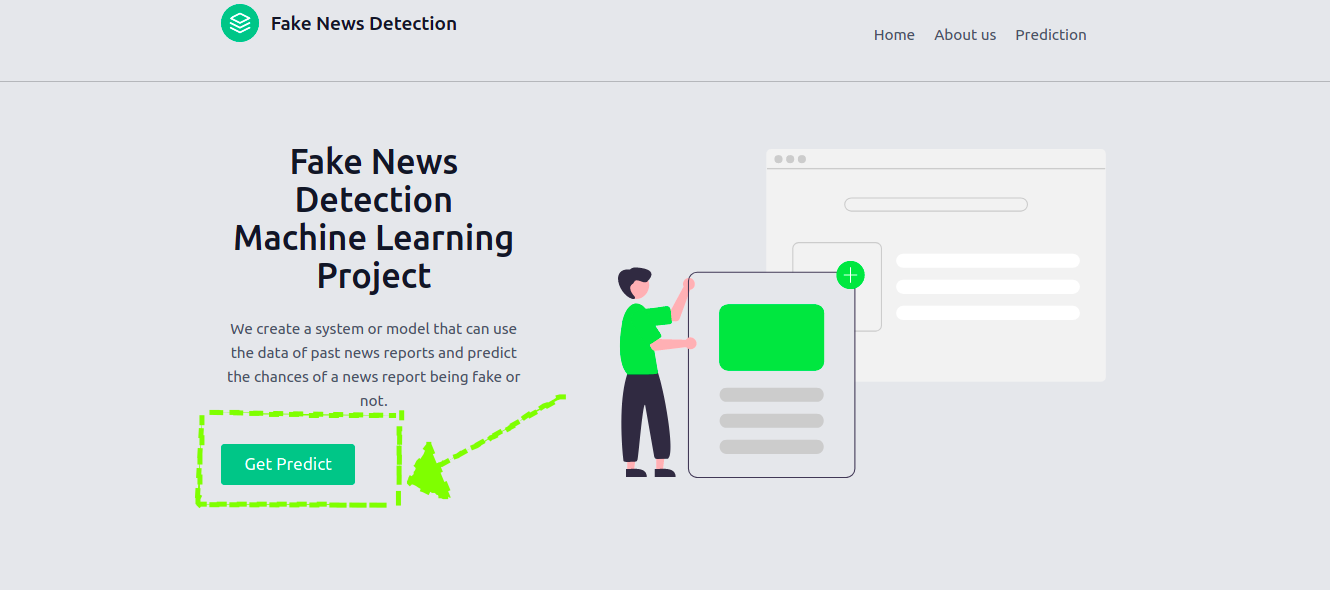 Fake News Detection
Home About us Prediction
Fake News
Detection
Machine Learning
Project
We create a system or model that can use
the data of past news reports and predict
the chances of a news report being fake or
not.
Get Predict